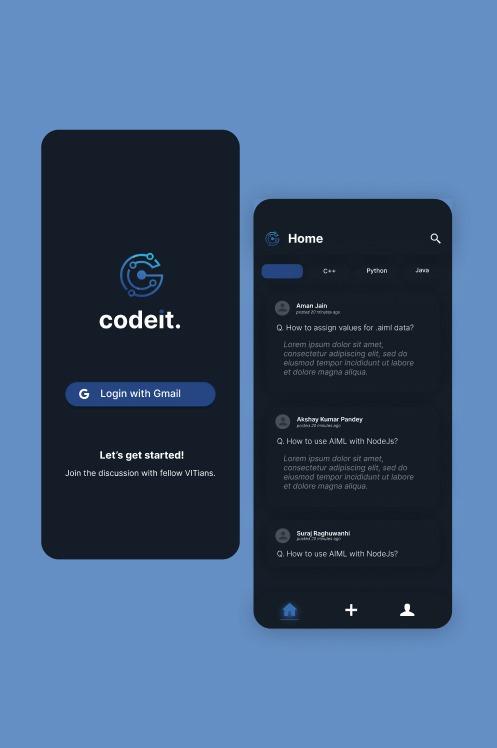 codeit.
Login with Gmail
Let's get started!
Join the discussion with fellow VITians.
Home
C++ Python Java
Aman Jain
posted 20 minutes ago
Q. How to assign values for .aiml data?
Lorem ipsum dolor sit amet,
consectetur adipiscing elit, sed do
eiusmod tempor incididunt ut labore
et dolore magna aliqua.
Akshay Kumar Pandey
posted 20 minutes ago
Q. How to use AIML with NodeJs?
Lorem ipsum dolor sit amet,
consectetur adipiscing elit, sed do
eiusmod tempor incididunt ut labore
et dolore magna aliqua.
Suraj Raghuwanhi
posted 20 minutes ago
Q. How to use AIML with NodeJs?